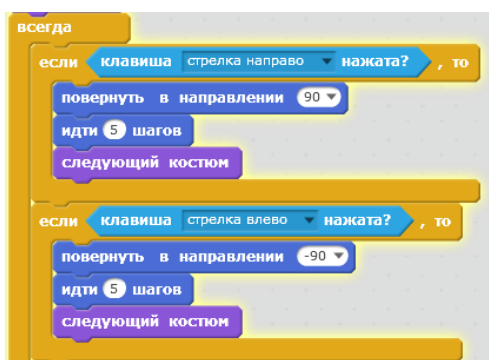 всегда
если клавиша стрелка направо нажата? , то
повернуть в направлении 90
идти 5 шагов
следующий костюм
если клавиша стрелка влево нажата? , то
повернуть в направлении -90
идти 5 шагов
следующий костюм